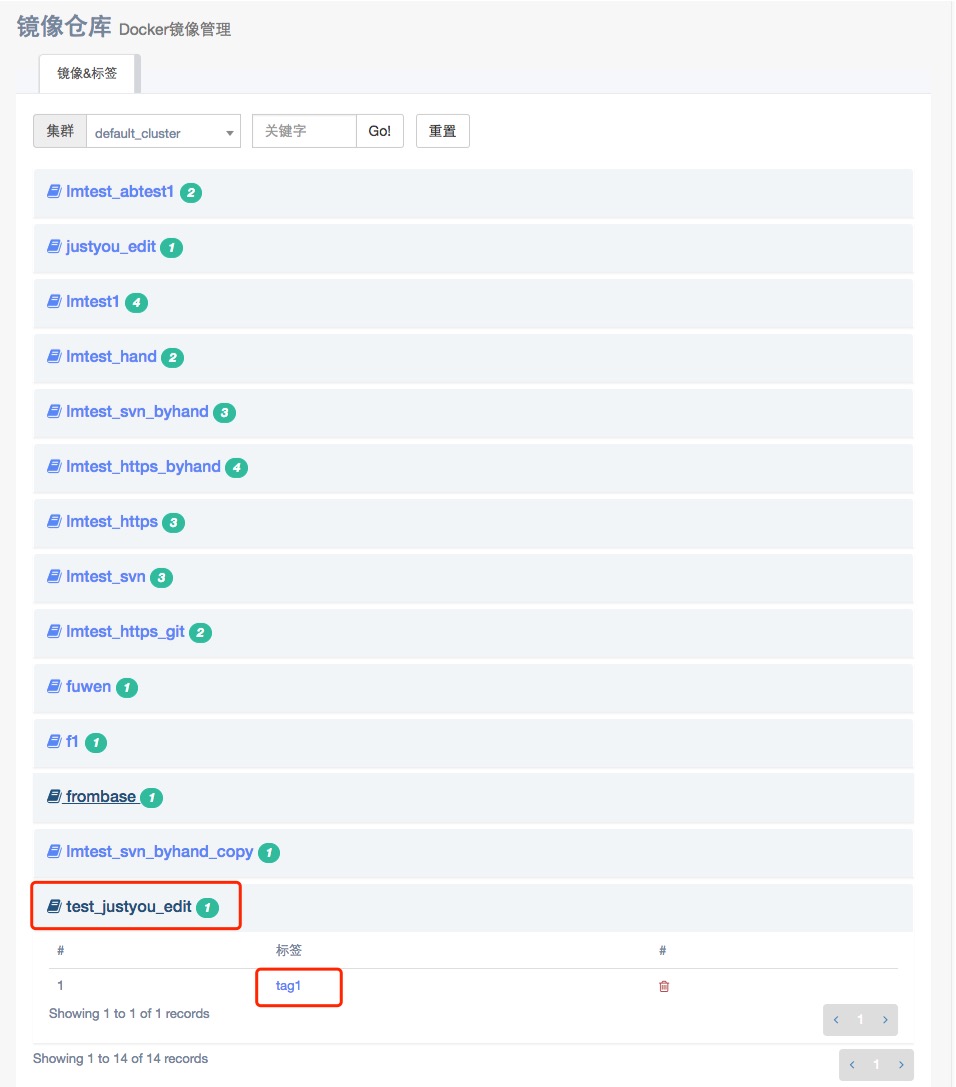 镜像仓库 Docker镜像管理
镜像&标签
集群 default_cluster 关键字 Go! 重置
lmtest_abtest1 2
justyou_edit 1
lmtest1 4
lmtest_hand 2
lmtest_svn_byhand 3
lmtest_https_byhand 4
lmtest_https 3
lmtest_svn 3
lmtest_https_git 2
fuwen 1
f1 1
frombase 1
lmtest_svn_byhand_copy 1
test_justyou_edit 1
# 标签 #
1 tag1
Showing 1 to 1 of 1 records
‹ 1 ›
Showing 1 to 14 of 14 records
‹ 1 ›